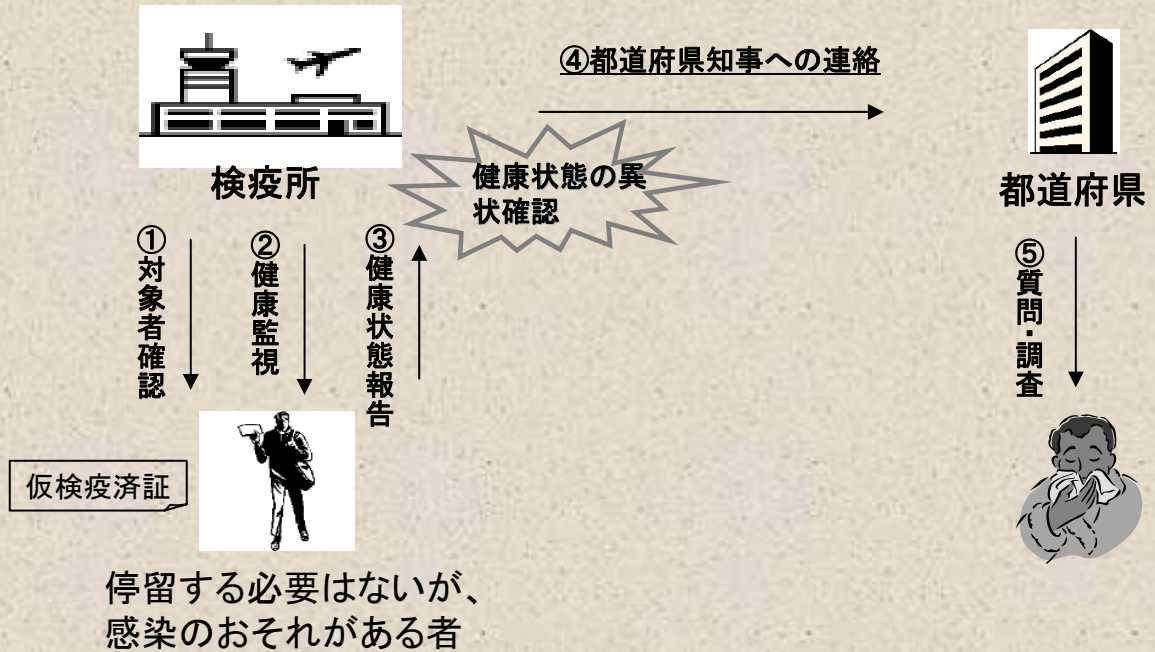 ④都道府県知事への連絡
検疫所
健康状態の異
状確認
都道府県
①対象者確認
②健康監視
③健康状態報告
⑤質問・調査
仮検疫済証
停留する必要はないが、
感染のおそれがある者